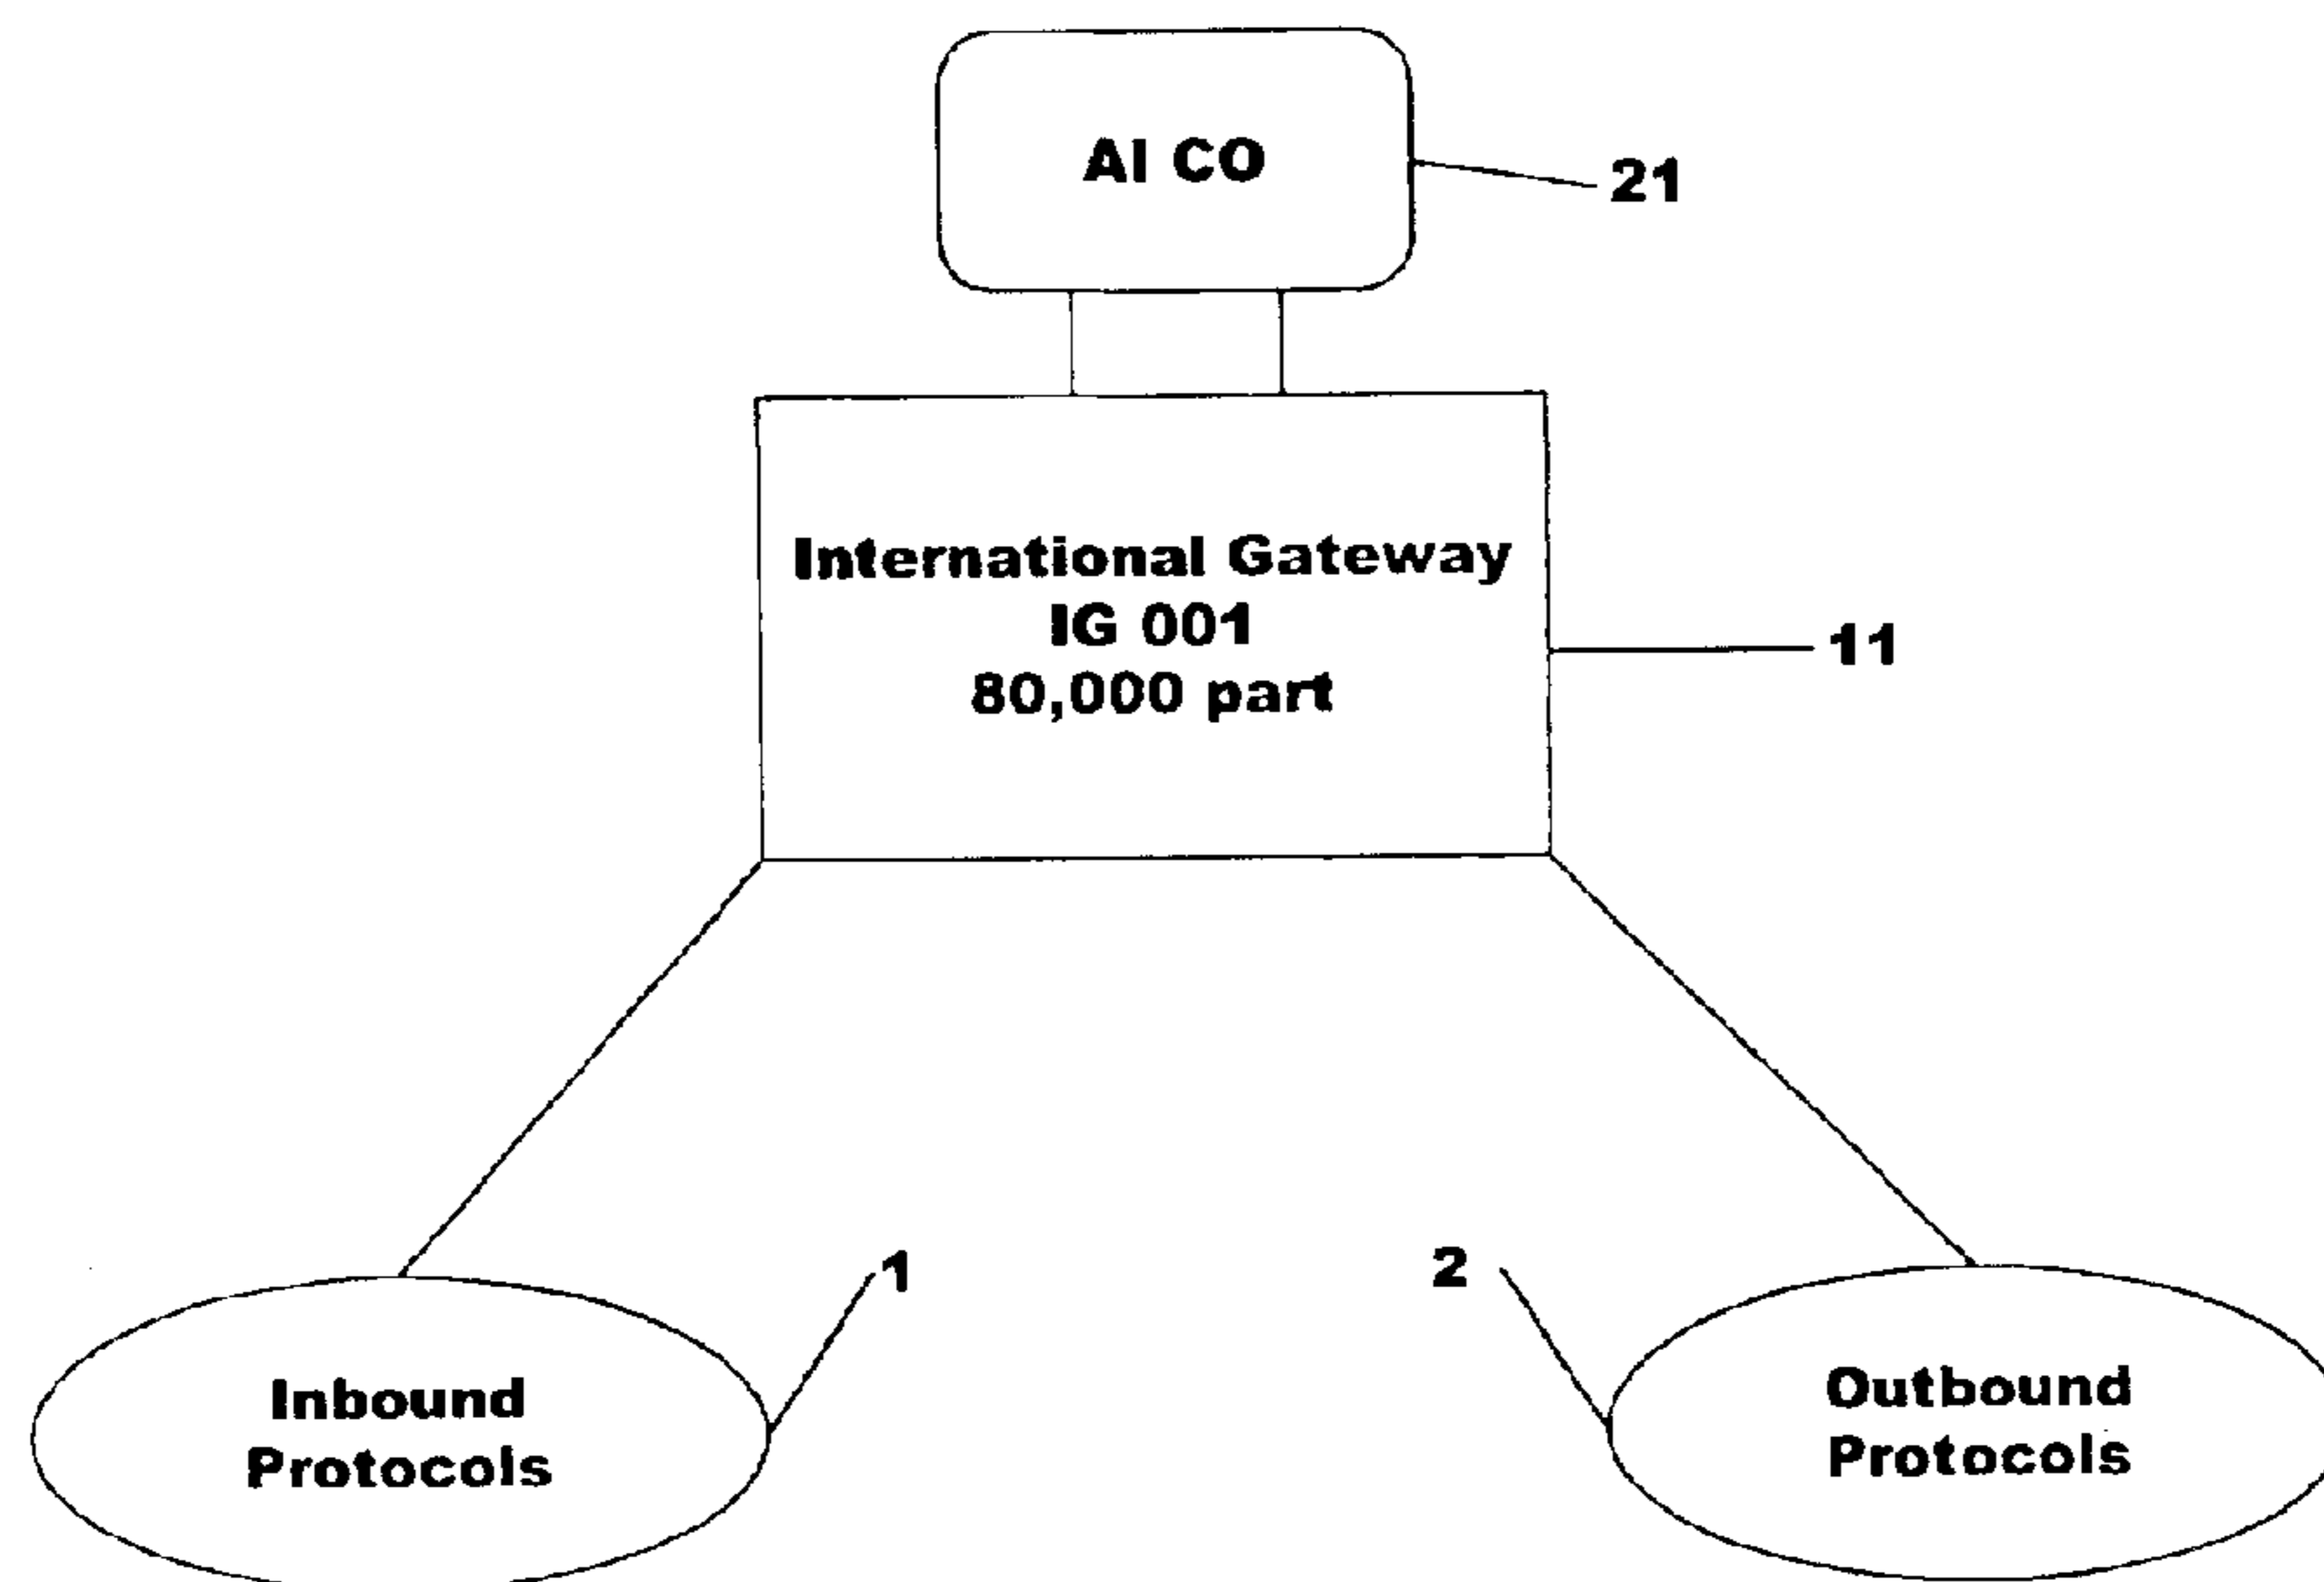 AI CO
21
International Gateway
IG 001
80,000 part
11
1
2
Inbound
Protocols
Outbound
Protocols